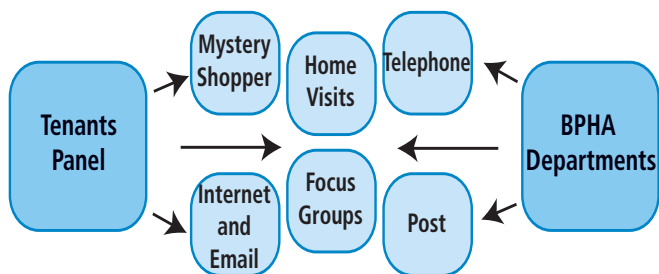 Tenants
Panel
Mystery
Shopper
Home
Visits
Telephone
Internet
and
Email
Focus
Groups
Post
BPHA
Departments